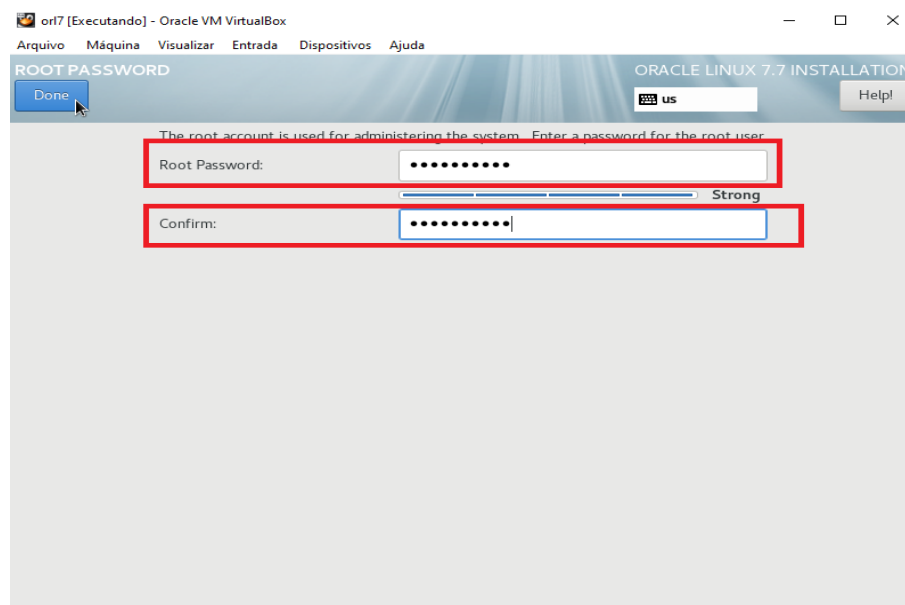 orl7 [Executando] - Oracle VM VirtualBox
Arquivo Máquina Visualizar Entrada Dispositivos Ajuda
ROOT PASSWORD
ORACLE LINUX 7.7 INSTALLATION
Done
us
Help!
The root account is used for administering the system. Enter a password for the root user.
Root Password:
••••••••••
Strong
Confirm:
••••••••••